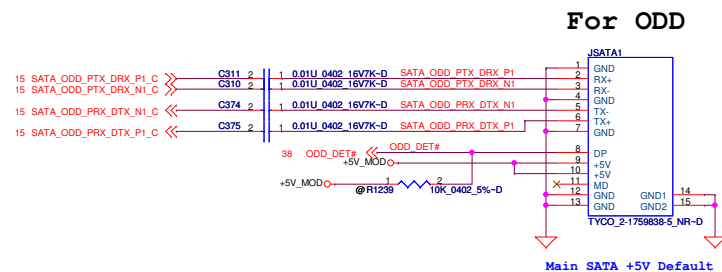 For ODD
JSATA1
15 SATA_ODD_PTX_DRX_P1_C C311 2 1 0.01U_0402_16V7K~D SATA_ODD_PTX_DRX_P1 1 GND
15 SATA_ODD_PTX_DRX_N1_C C310 2 1 0.01U_0402_16V7K~D SATA_ODD_PTX_DRX_N1 2 RX+
3 RX-
4 GND
15 SATA_ODD_PRX_DTX_N1_C C374 2 1 0.01U_0402_16V7K~D SATA_ODD_PRX_DTX_N1 5 TX-
15 SATA_ODD_PRX_DTX_P1_C C375 2 1 0.01U_0402_16V7K~D SATA_ODD_PRX_DTX_P1 6 TX+
7 GND
38 ODD_DET# ODD_DET# 8 DP
+5V_MOD 9 +5V
10 +5V
+5V_MOD @R1239 1 2 10K_0402_5%~D 11 MD
12 GND GND1 14
13 GND GND2 15
TYCO_2-1759838-5_NR~D
Main SATA +5V Default